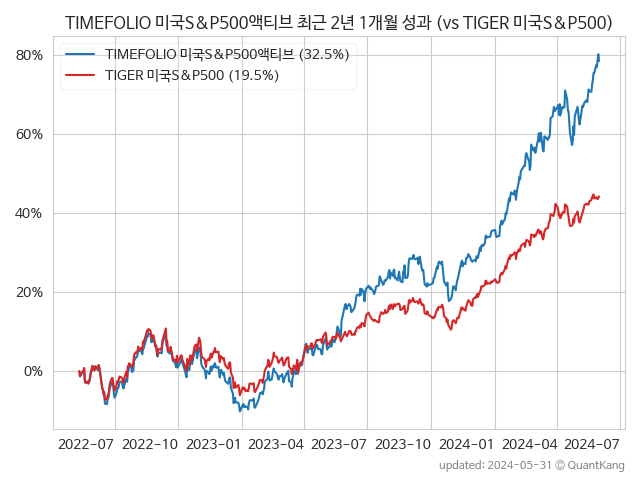 TIMEFOLIO 미국S&P500액티브 최근 2년 1개월 성과 (vs TIGER 미국S&P500)
TIMEFOLIO 미국S&P500액티브 (32.5%)
TIGER 미국S&P500 (19.5%)
80%
60%
40%
20%
0%
2022-07 2022-10 2023-01 2023-04 2023-07 2023-10 2024-01 2024-04 2024-07
updated: 2024-05-31 © QuantKang